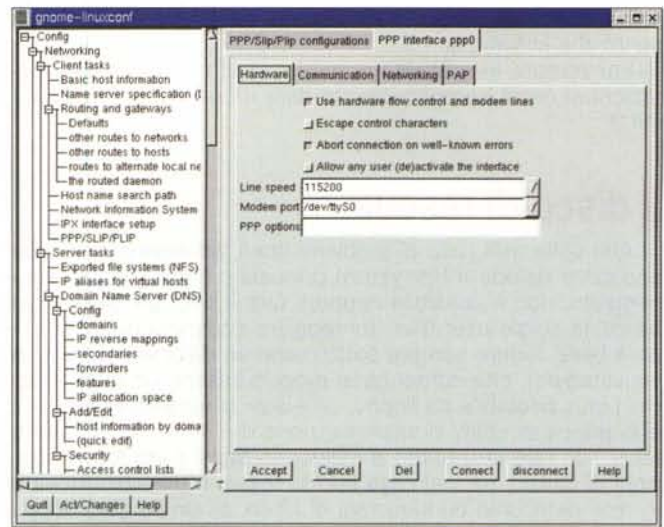 gnome-linuxconf
Config
Networking
Client tasks
Basic host information
Name server specification (
Routing and gateways
Defaults
other routes to networks
other routes to hosts
routes to alternate local ne
the routed daemon
Host name search path
Network Information System
IPX interface setup
PPP/SLIP/PLIP
Server tasks
Exported file systems (NFS)
IP aliases for virtual hosts
Domain Name Server (DNS)
Config
domains
IP reverse mappings
secondaries
forwarders
features
IP allocation space
Add/Edit
host information by doma
(quick edit)
Security
Access control lists
Quit Act/Changes Help
PPP/Slip/Plip configurations PPP interface ppp0
Hardware Communication Networking PAP
Use hardware flow control and modem lines
Escape control characters
Abort connection on well-known errors
Allow any user (de)activate the interface
Line speed 115200
Modem port /dev/ttyS0
PPP options
Accept Cancel Del Connect disconnect Help